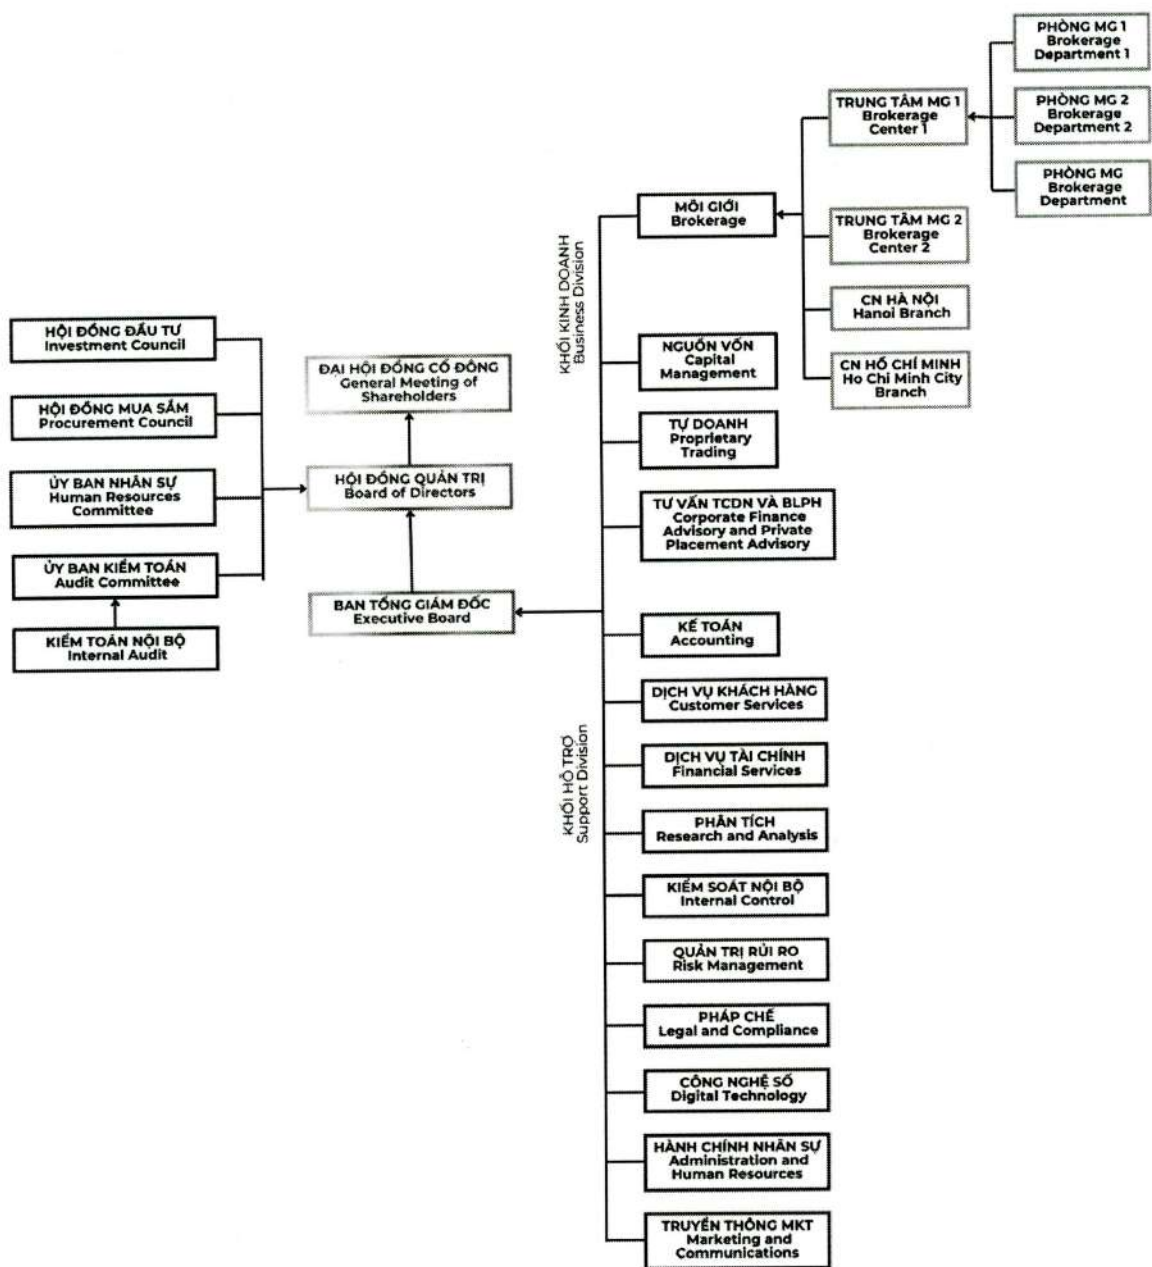 PHÒNG MG 1
Brokerage
Department 1
TRUNG TÂM MG 1
Brokerage
Center 1
PHÒNG MG 2
Brokerage
Department 2
PHÒNG MG
Brokerage
Department
MÔI GIỚI
Brokerage
TRUNG TÂM MG 2
Brokerage
Center 2
CN HÀ NỘI
Hanoi Branch
CN HỒ CHÍ MINH
Ho Chi Minh City
Branch
KHỐI KINH DOANH
Business Division
HỘI ĐỒNG ĐẦU TƯ
Investment Council
HỘI ĐỒNG MUA SẮM
Procurement Council
ỦY BAN NHÂN SỰ
Human Resources
Committee
ỦY BAN KIỂM TOÁN
Audit Committee
KIỂM TOÁN NỘI BỘ
Internal Audit
ĐẠI HỘI ĐỒNG CỔ ĐÔNG
General Meeting of
Shareholders
HỘI ĐỒNG QUẢN TRỊ
Board of Directors
BAN TỔNG GIÁM ĐỐC
Executive Board
NGUỒN VỐN
Capital
Management
TỰ DOANH
Proprietary
Trading
TƯ VẤN TCDN VÀ BLPH
Corporate Finance
Advisory and Private
Placement Advisory
KHỐI HỖ TRỢ
Support Division
KẾ TOÁN
Accounting
DỊCH VỤ KHÁCH HÀNG
Customer Services
DỊCH VỤ TÀI CHÍNH
Financial Services
PHÂN TÍCH
Research and Analysis
KIỂM SOÁT NỘI BỘ
Internal Control
QUẢN TRỊ RỦI RO
Risk Management
PHÁP CHẾ
Legal and Compliance
CÔNG NGHỆ SỐ
Digital Technology
HÀNH CHÍNH NHÂN SỰ
Administration and
Human Resources
TRUYỀN THÔNG MKT
Marketing and
Communications